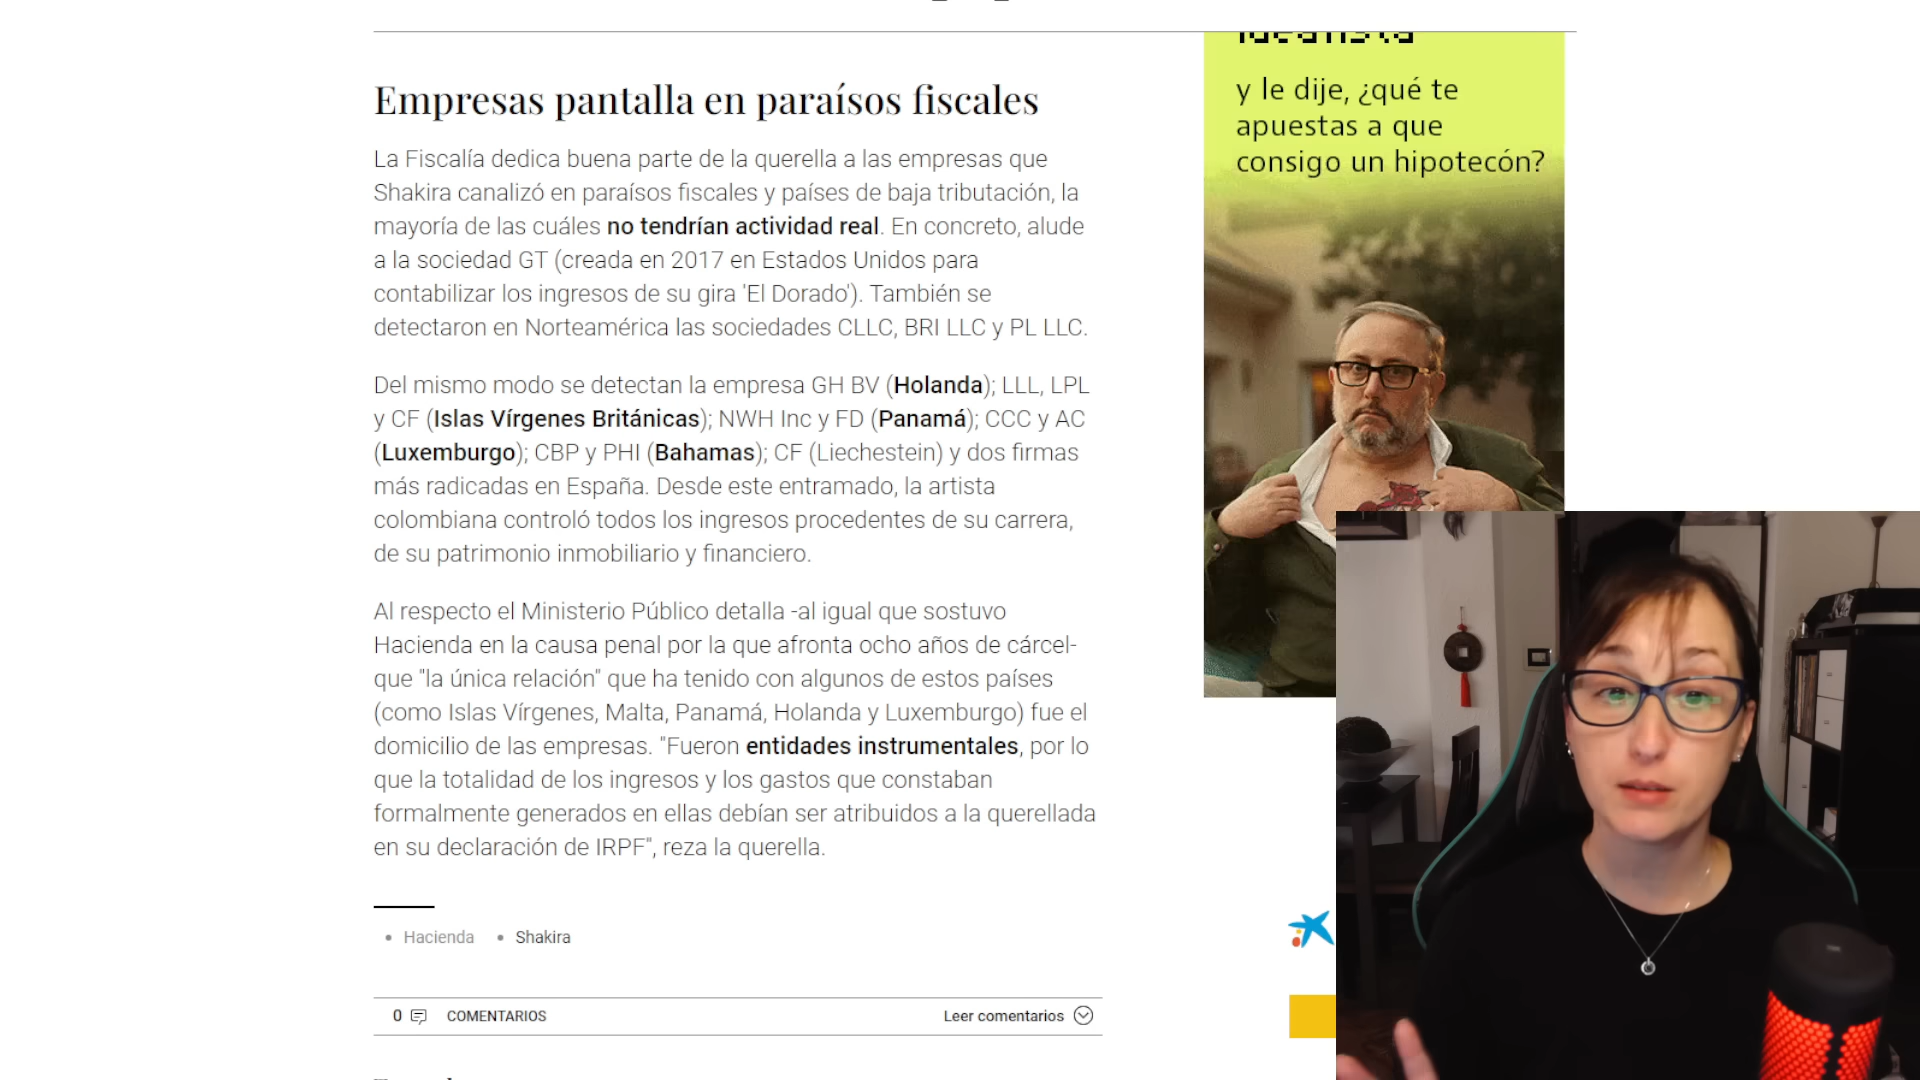 Empresas pantalla en paraísos fiscales
La Fiscalía dedica buena parte de la querella a las empresas que
Shakira canalizó en paraísos fiscales y países de baja tributación, la
mayoría de las cuáles no tendrían actividad real. En concreto, alude
a la sociedad GT (creada en 2017 en Estados Unidos para
contabilizar los ingresos de su gira 'El Dorado'). También se
detectaron en Norteamérica las sociedades CLLC, BRI LLC y PL LLC.
Del mismo modo se detectan la empresa GH BV (Holanda); LLL, LPL
y CF (Islas Vírgenes Británicas); NWH Inc y FD (Panamá); CCC y AC
(Luxemburgo); CBP y PHI (Bahamas); CF (Liechestein) y dos firmas
más radicadas en España. Desde este entramado, la artista
colombiana controló todos los ingresos procedentes de su carrera,
de su patrimonio inmobiliario y financiero.
Al respecto el Ministerio Público detalla -al igual que sostuvo
Hacienda en la causa penal por la que afronta ocho años de cárcel-
que "la única relación" que ha tenido con algunos de estos países
(como Islas Vírgenes, Malta, Panamá, Holanda y Luxemburgo) fue el
domicilio de las empresas. "Fueron entidades instrumentales, por lo
que la totalidad de los ingresos y los gastos que constaban
formalmente generados en ellas debían ser atribuidos a la querellada
en su declaración de IRPF", reza la querella.
• Hacienda • Shakira
0 COMENTARIOS Leer comentarios
idealista
y le dije, ¿qué te
apuestas a que
consigo un hipotecón?